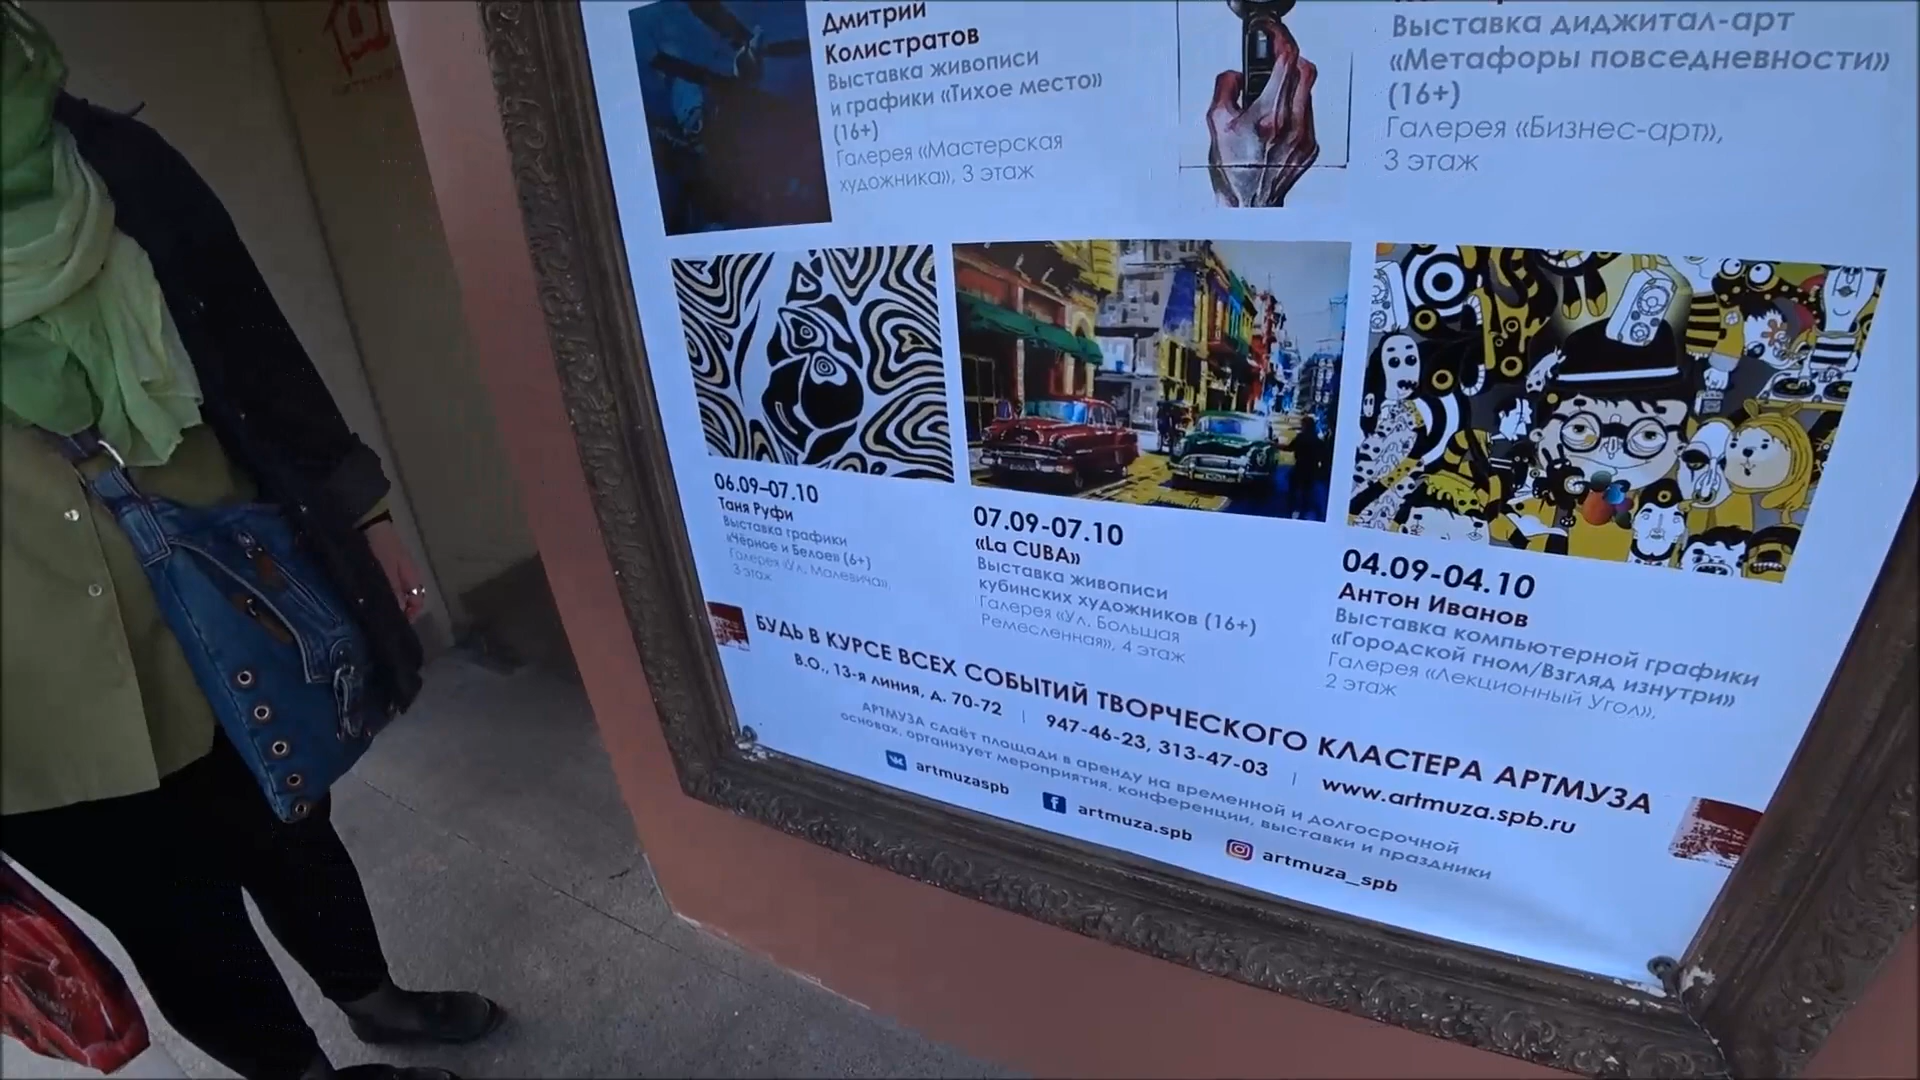 Дмитрий
Колистратов
Выставка живописи
и графики «Тихое место»
(16+)
Галерея «Мастерская
художника», 3 этаж
Выставка диджитал-арт
«Метафоры повседневности»
(16+)
Галерея «Бизнес-арт»,
3 этаж
06.09–07.10
Таня Руфи
Выставка графики
«Чёрное и Белое» (6+)
Галерея «Ул. Малевича»,
3 этаж
07.09-07.10
«La CUBA»
Выставка живописи
кубинских художников (16+)
Галерея «Ул. Большая
Ремесленная», 4 этаж
04.09-04.10
Антон Иванов
Выставка компьютерной графики
«Городской гном/Взгляд изнутри»
Галерея «Лекционный Угол»,
2 этаж
БУДЬ В КУРСЕ ВСЕХ СОБЫТИЙ ТВОРЧЕСКОГО КЛАСТЕРА АРТМУЗА
В.О., 13-я линия, д. 70-72 | 947-46-23, 313-47-03 | www.artmuza.spb.ru
АРТМУЗА сдаёт площади в аренду на временной и долгосрочной
основах, организует мероприятия, конференции, выставки и праздники
artmuzaspb
artmuza.spb
artmuza_spb